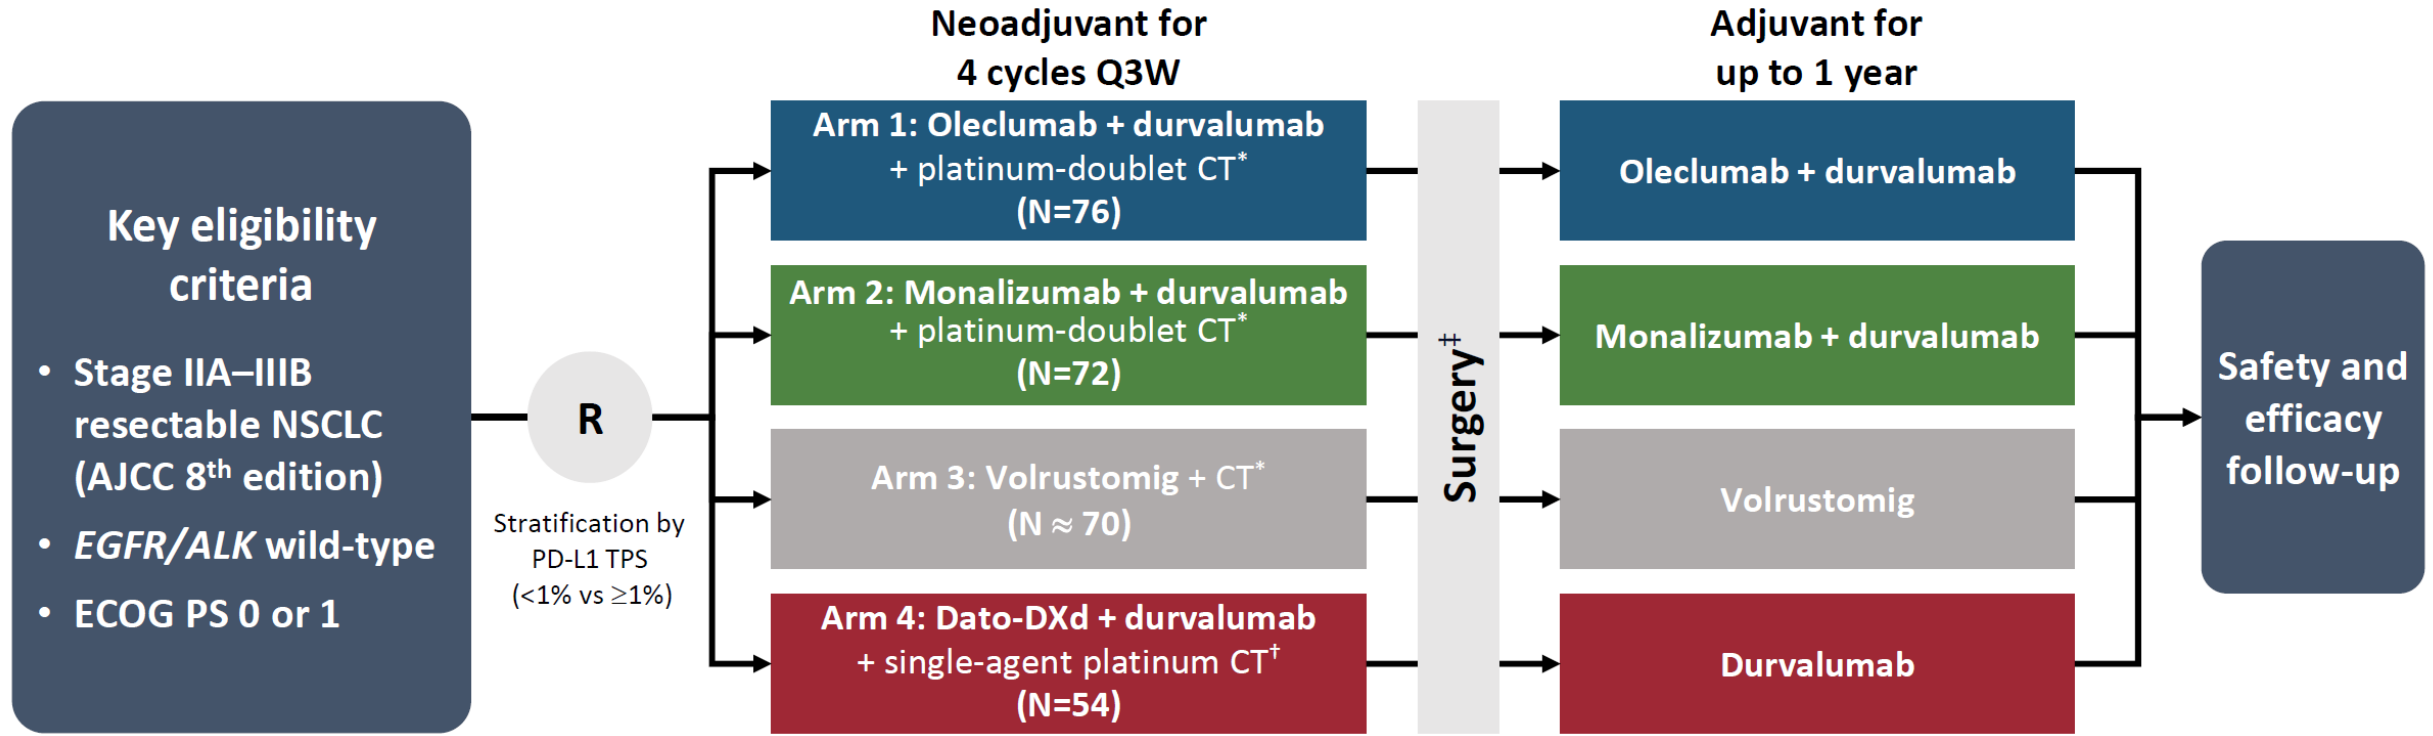 Key eligibility
criteria
• Stage IIA–IIIB
resectable NSCLC
(AJCC 8th edition)
• EGFR/ALK wild-type
• ECOG PS 0 or 1
R
Stratification by
PD-L1 TPS
(<1% vs ≥1%)
Neoadjuvant for
4 cycles Q3W
Arm 1: Oleclumab + durvalumab
+ platinum-doublet CT*
(N=76)
Arm 2: Monalizumab + durvalumab
+ platinum-doublet CT*
(N=72)
Arm 3: Volrustomig + CT*
(N ≈ 70)
Arm 4: Dato-DXd + durvalumab
+ single-agent platinum CT†
(N=54)
Surgery‡
Adjuvant for
up to 1 year
Oleclumab + durvalumab
Monalizumab + durvalumab
Volrustomig
Durvalumab
Safety and
efficacy
follow-up